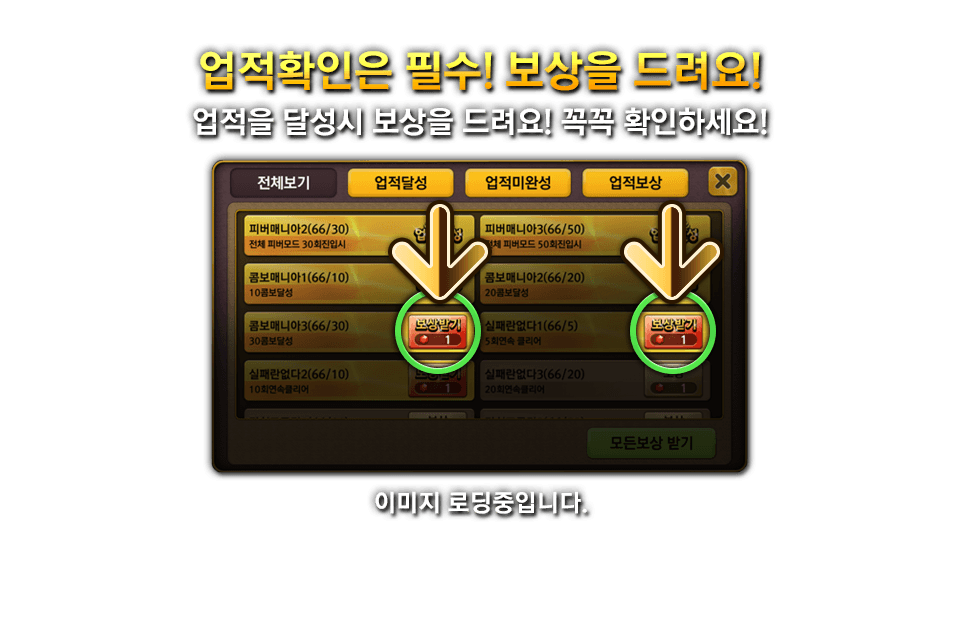 업적확인은 필수! 보상을 드려요!
업적을 달성시 보상을 드려요! 꼭꼭 확인하세요!
전체보기 업적달성 업적미완성 업적보상
피버매니아2(66/30)
전체 피버모드 30회진입시
피버매니아3(66/50)
전체 피버모드 50회진입시
콤보매니아1(66/10)
10콤보달성
콤보매니아2(66/20)
20콤보달성
콤보매니아3(66/30)
30콤보달성
보상받기
1
실패란없다1(66/5)
5회연속 클리어
보상받기
1
실패란없다2(66/10)
10회연속클리어
보상받기
1
실패란없다3(66/20)
20회연속클리어
1
모든보상 받기
이미지 로딩중입니다.